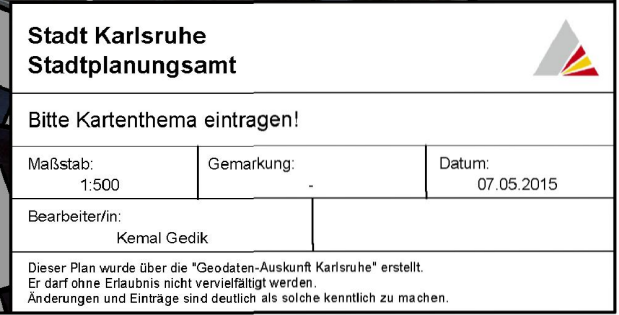 Stadt Karlsruhe
Stadtplanungsamt
Bitte Kartenthema eintragen!
Maßstab: Gemarkung: Datum:
1:500 - 07.05.2015
Bearbeiter/in:
Kemal Gedik
Dieser Plan wurde über die "Geodaten-Auskunft Karlsruhe" erstellt.
Er darf ohne Erlaubnis nicht vervielfältigt werden.
Änderungen und Einträge sind deutlich als solche kenntlich zu machen.